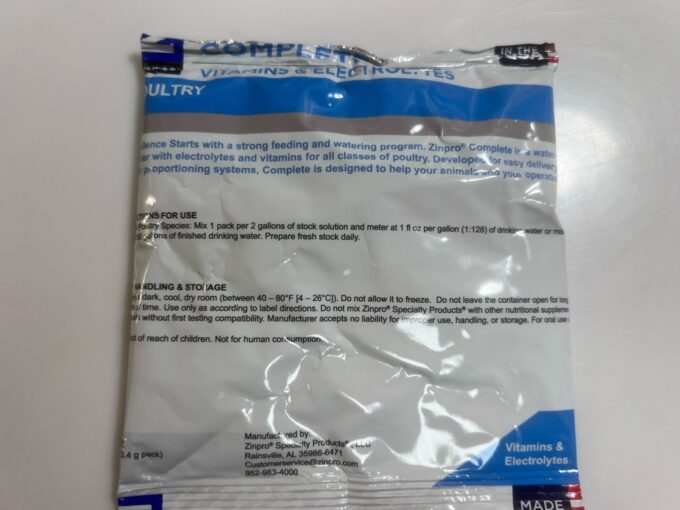 COMPLETE
IN THE
USA
VITAMINS & ELECTROLYTES
OULTRY
llence Starts with a strong feeding and watering program. Zinpro® Complete is a water
er with electrolytes and vitamins for all classes of poultry. Developed for easy delivery
proportioning systems, Complete is designed to help your animals and your operatio
TIONS FOR USE
Poultry Species: Mix 1 pack per 2 gallons of stock solution and meter at 1 fl oz per gallon (1:128) of drinking water or mo
gallons of finished drinking water. Prepare fresh stock daily.
HANDLING & STORAGE
dark, cool, dry room (between 40 – 80°F [4 – 26°C]). Do not allow it to freeze. Do not leave the container open for long
time. Use only as according to label directions. Do not mix Zinpro® Specialty Products® with other nutritional suppleme
without first testing compatibility. Manufacturer accepts no liability for improper use, handling, or storage. For oral use
t of reach of children. Not for human consumption.
Manufactured by:
Zinpro® Specialty Products®, LLC
Rainsville, AL 35986-6471
Customerservice@zinpro.com
952-983-4000
.4 g pack)
Vitamins &
Electrolytes
MADE